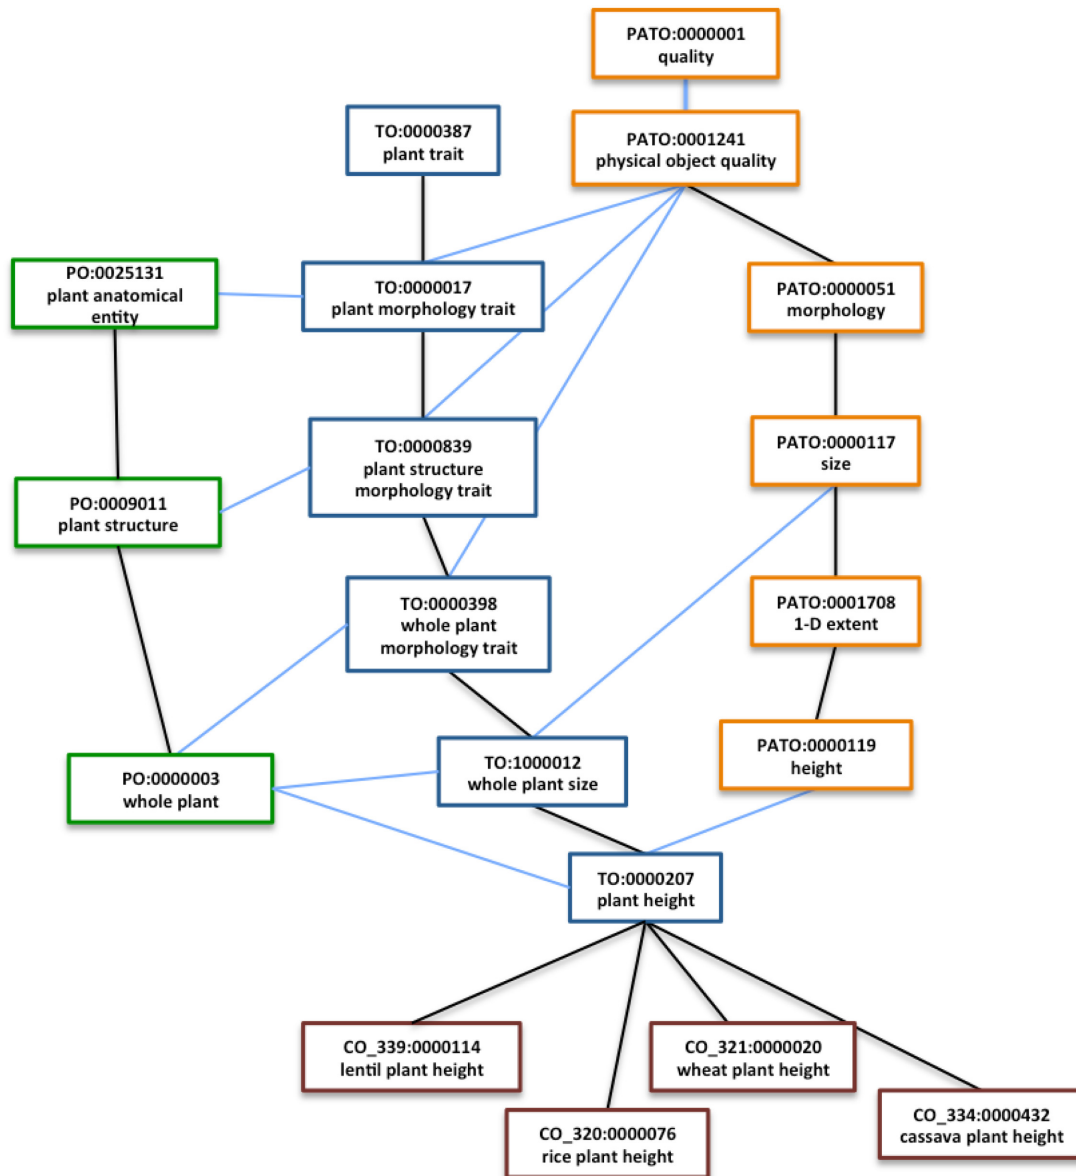 PATO:0000001
quality
TO:0000387
plant trait
PATO:0001241
physical object quality
PO:0025131
plant anatomical
entity
TO:0000017
plant morphology trait
PATO:0000051
morphology
TO:0000839
plant structure
morphology trait
PATO:0000117
size
PO:0009011
plant structure
TO:0000398
whole plant
morphology trait
PATO:0001708
1-D extent
PO:0000003
whole plant
TO:1000012
whole plant size
PATO:0000119
height
TO:0000207
plant height
CO_339:0000114
lentil plant height
CO_321:0000020
wheat plant height
CO_320:0000076
rice plant height
CO_334:0000432
cassava plant height